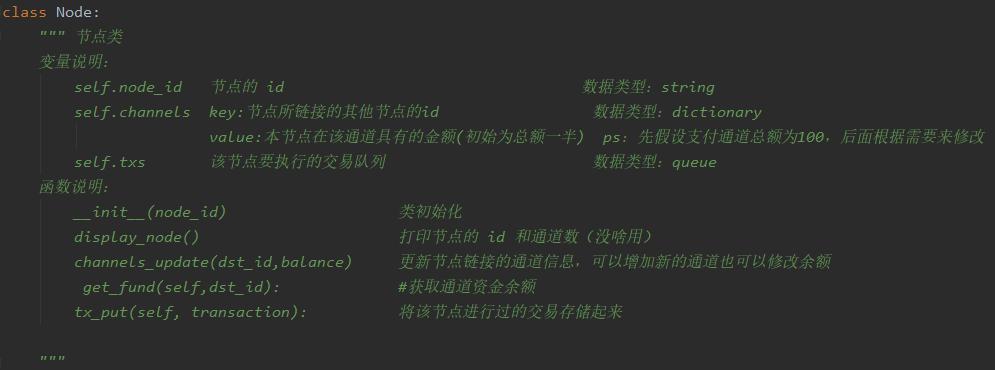 class Node:
""" 节点类
变量说明:
self.node_id 节点的 id 数据类型: string
self.channels key:节点所链接的其他节点的id 数据类型: dictionary
value:本节点在该通道具有的金额(初始为总额一半) ps: 先假设支付通道总额为100, 后面根据需要来修改
self.txs 该节点要执行的交易队列 数据类型: queue
函数说明:
__init__(node_id) 类初始化
display_node() 打印节点的 id 和通道数（没啥用）
channels_update(dst_id,balance) 更新节点链接的通道信息, 可以增加新的通道也可以修改余额
get_fund(self,dst_id): #获取通道资金余额
tx_put(self, transaction): 将该节点进行过的交易存储起来
"""